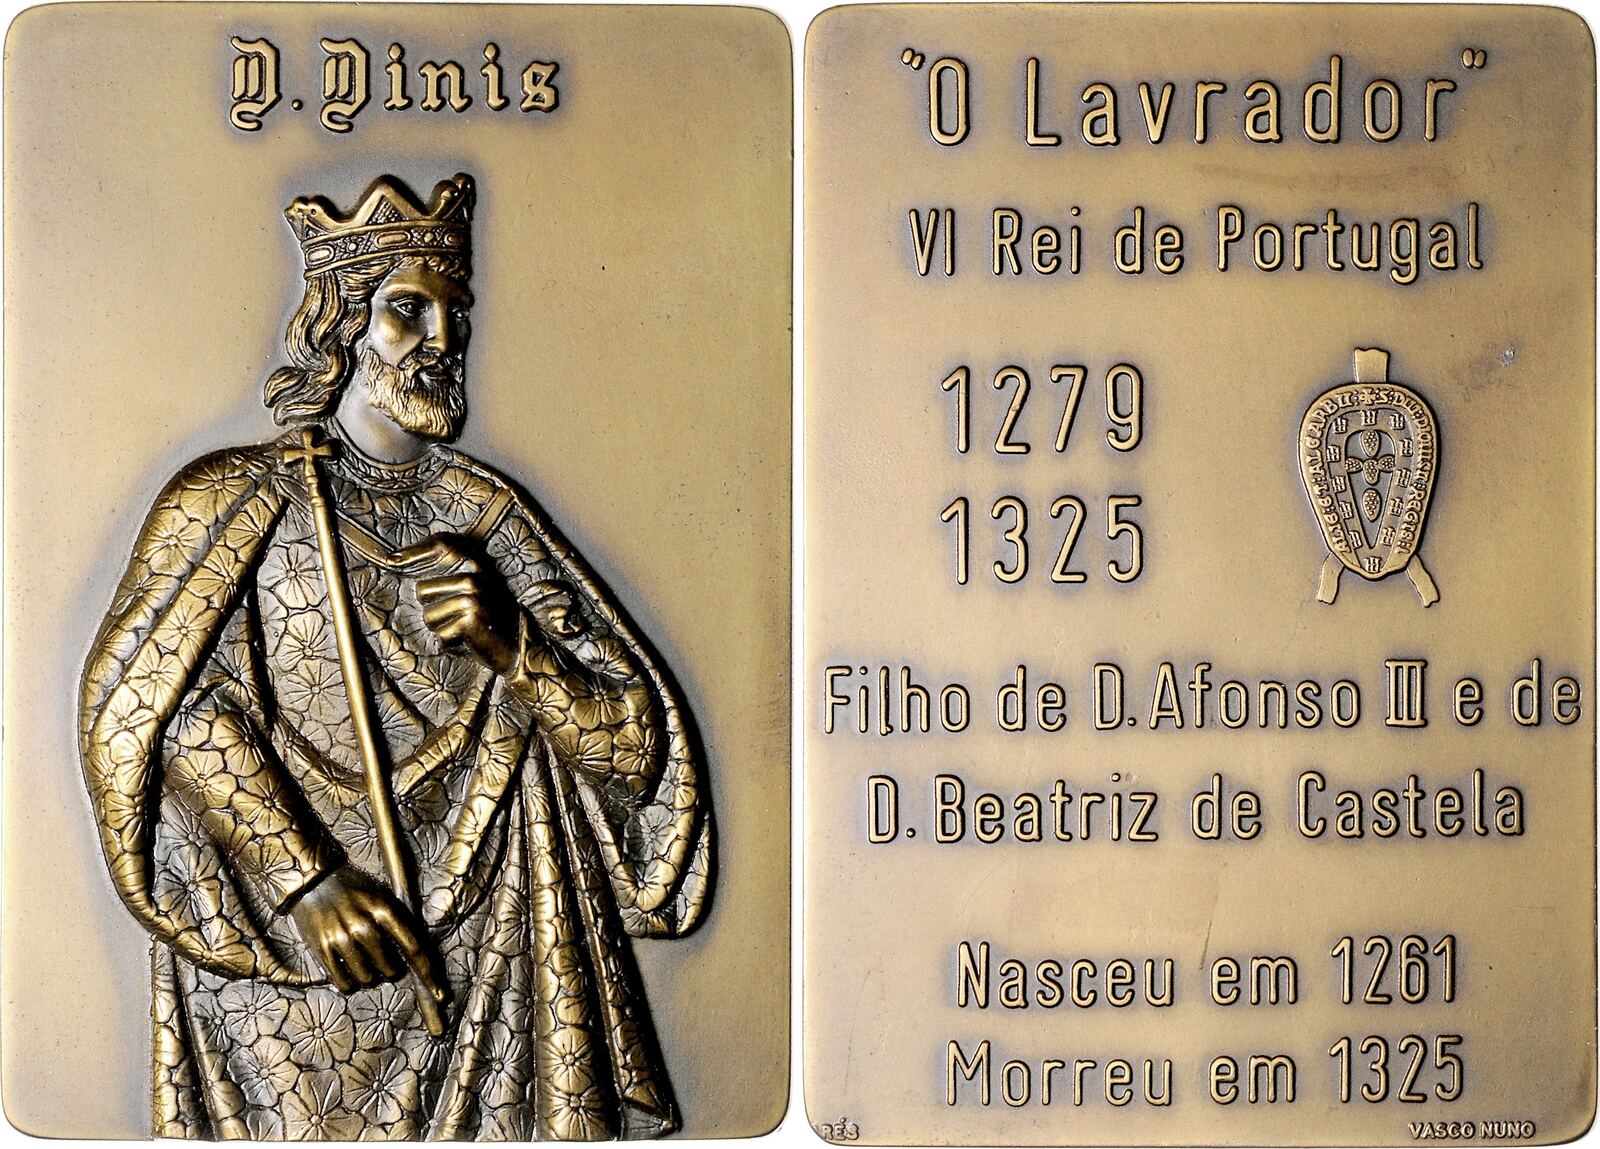 D. Dinis
"O Lavrador"
VI Rei de Portugal
1279
1325
Filho de D. Afonso III e de
D. Beatriz de Castela
Nasceu em 1261
Morreu em 1325
VASCO NUNO